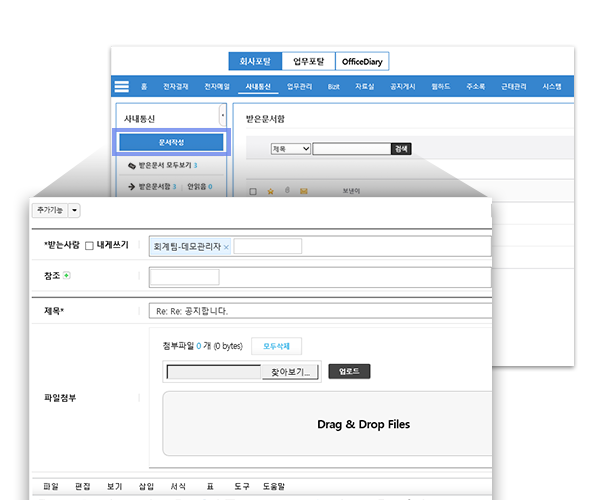 회사포탈 업무포탈 OfficeDiary
홈 전자결재 전자메일 사내통신 업무관리 Bizit 자료실 공지게시 웹하드 주소록 근태관리 시스템
사내통신
받은문서함
문서작성
제목 검색
받은문서 모두보기 3
받은문서함 3 안읽음 0
보낸이
추가기능
*받는사람 내게쓰기 회계팀-데모관리자 ×
참조
제목* Re: Re: 공지합니다.
첨부파일 0 개 (0 bytes) 모두삭제
찾아보기... 업로드
파일첨부
Drag & Drop Files
파일 편집 보기 삽입 서식 표 도구 도움말